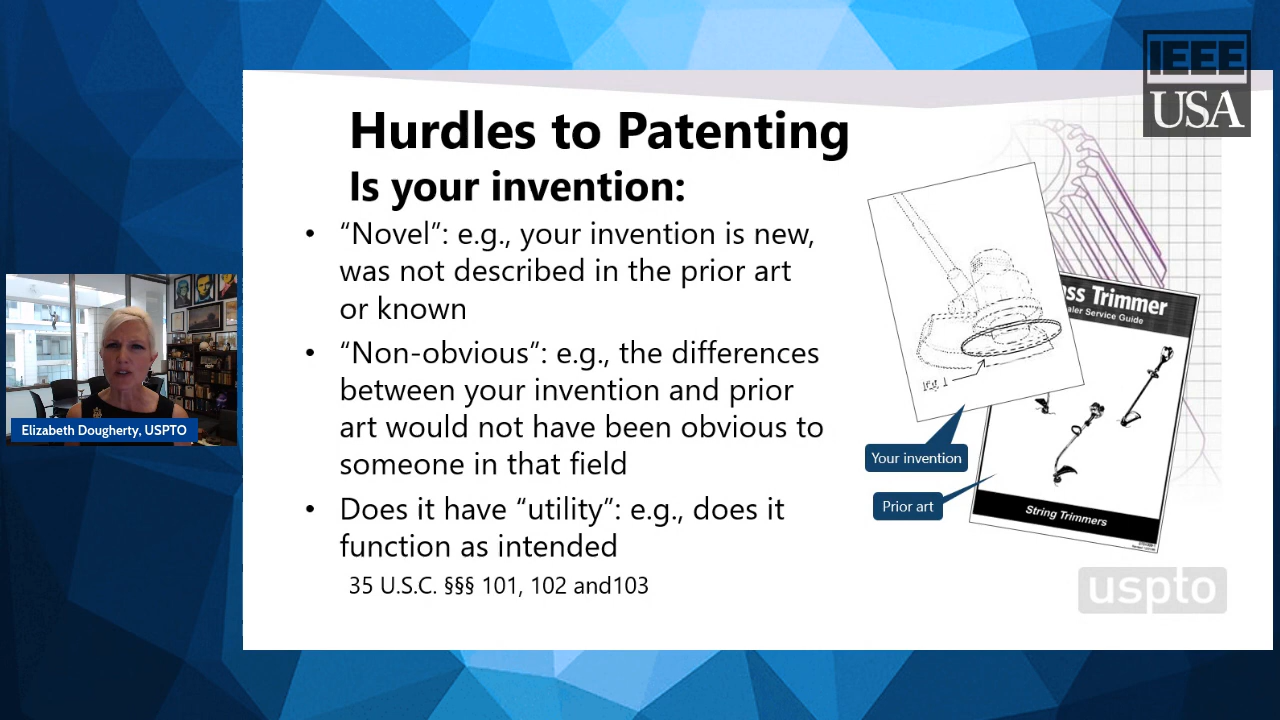 IEEE
USA
Hurdles to Patenting
Is your invention:
• “Novel”: e.g., your invention is new,
was not described in the prior art
or known
• “Non-obvious”: e.g., the differences
between your invention and prior
art would not have been obvious to
someone in that field
• Does it have “utility”: e.g., does it
function as intended
35 U.S.C. §§§ 101, 102 and103
Elizabeth Dougherty, USPTO
ss Trimmer
aler Service Guide
Your invention
Prior art
String Trimmers
uspto